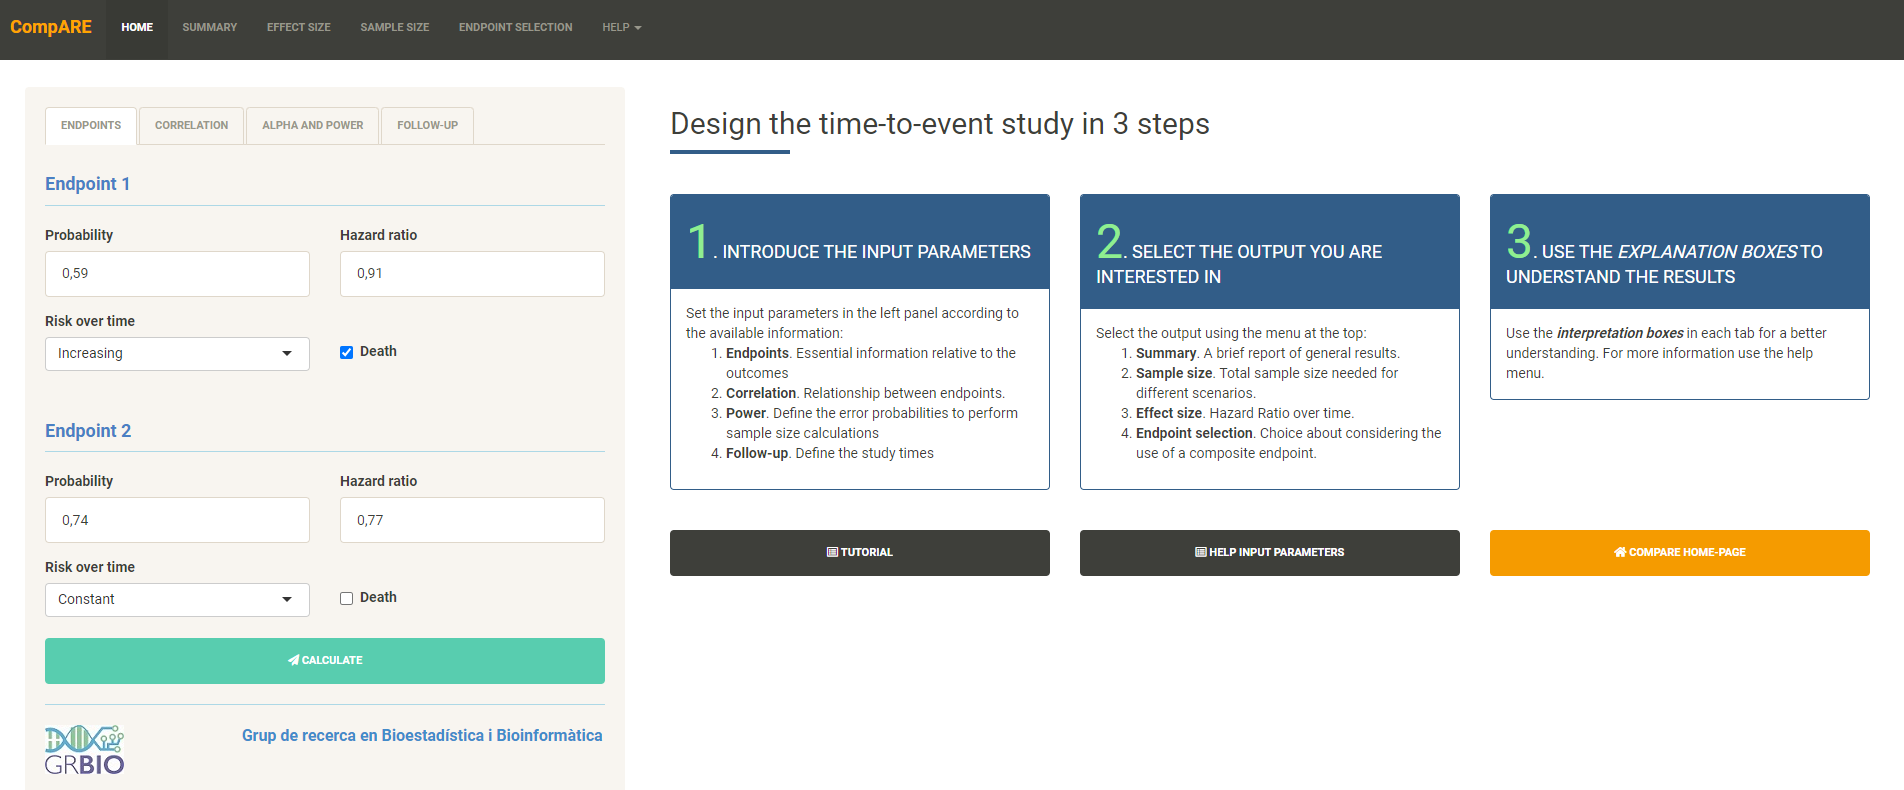 CompARE HOME SUMMARY EFFECT SIZE SAMPLE SIZE ENDPOINT SELECTION HELP
ENDPOINTS CORRELATION ALPHA AND POWER FOLLOW-UP
Endpoint 1
Probability Hazard ratio
0,59 0,91
Risk over time
Increasing Death
Endpoint 2
Probability Hazard ratio
0,74 0,77
Risk over time
Constant Death
CALCULATE
Grup de recerca en Bioestadística i Bioinformàtica
GRBIO
Design the time-to-event study in 3 steps
1. INTRODUCE THE INPUT PARAMETERS
Set the input parameters in the left panel according to
the available information:
1. Endpoints. Essential information relative to the
outcomes
2. Correlation. Relationship between endpoints.
3. Power. Define the error probabilities to perform
sample size calculations
4. Follow-up. Define the study times
2. SELECT THE OUTPUT YOU ARE
INTERESTED IN
Select the output using the menu at the top:
1. Summary. A brief report of general results.
2. Sample size. Total sample size needed for
different scenarios.
3. Effect size. Hazard Ratio over time.
4. Endpoint selection. Choice about considering the
use of a composite endpoint.
3. USE THE EXPLANATION BOXES TO
UNDERSTAND THE RESULTS
Use the interpretation boxes in each tab for a better
understanding. For more information use the help
menu.
TUTORIAL
HELP INPUT PARAMETERS
COMPARE HOME-PAGE